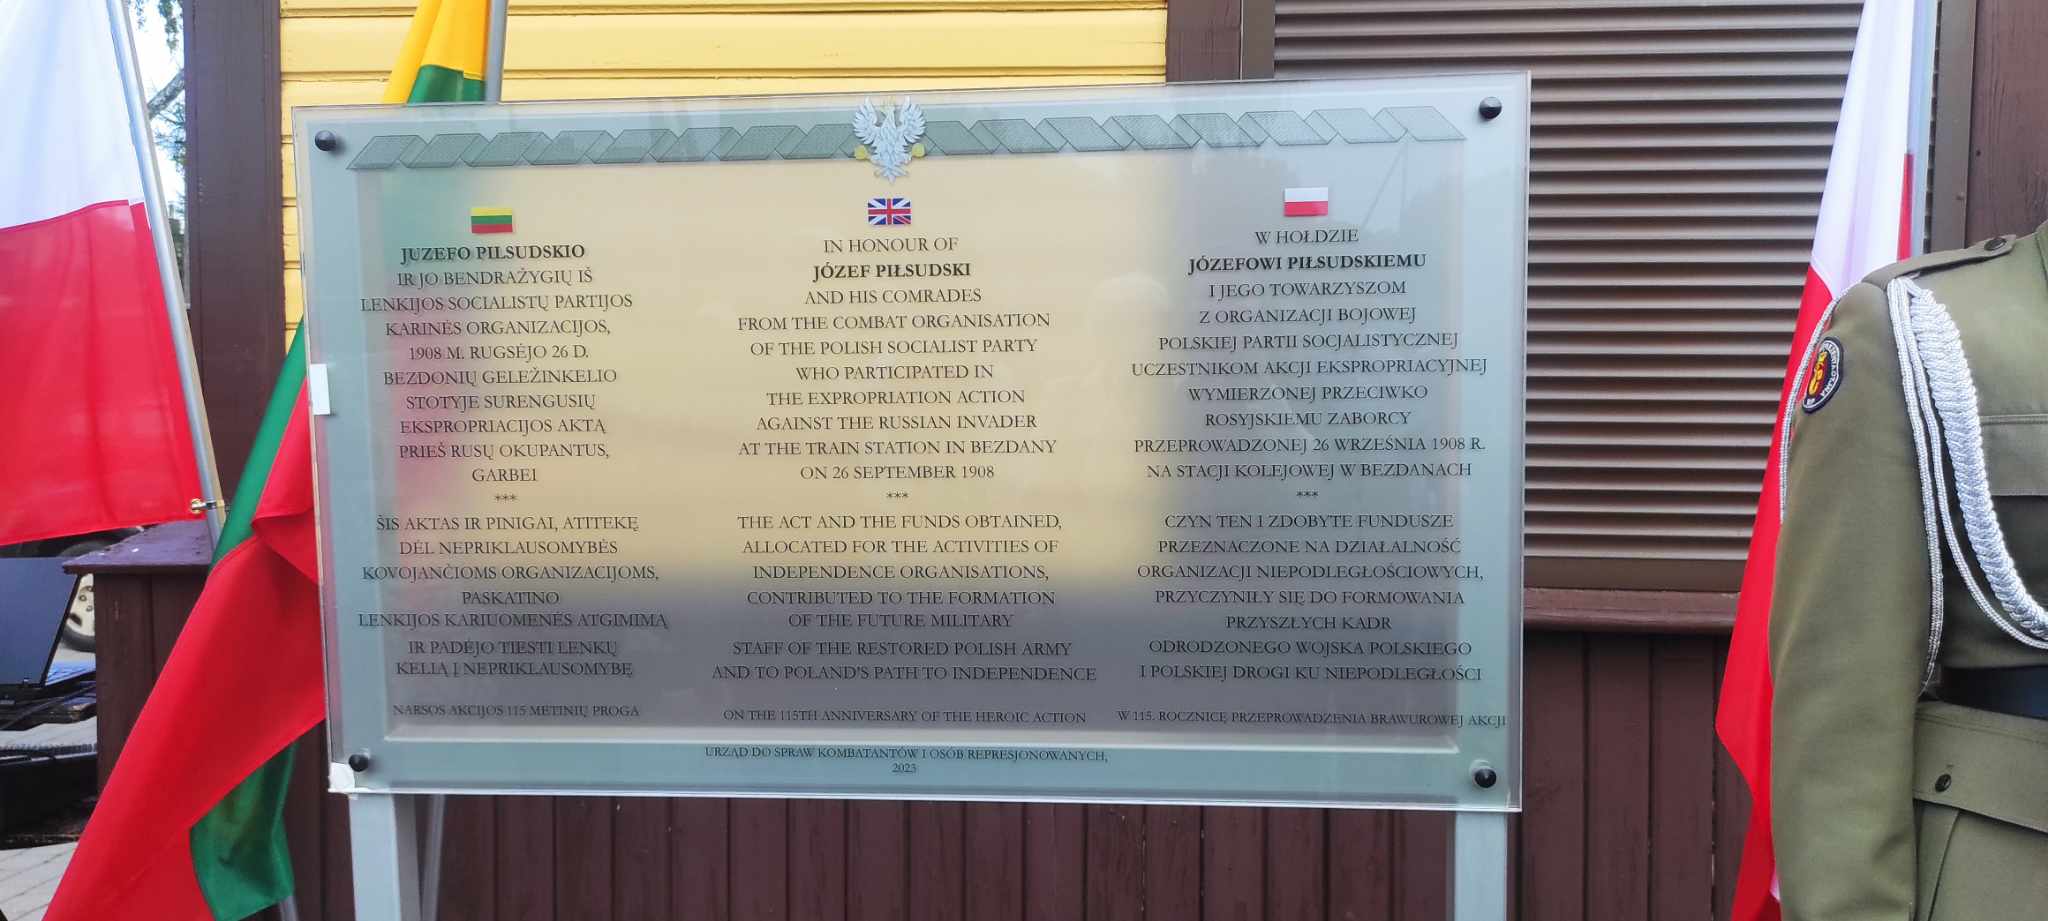 JUZEFO PILSUDSKIO
IR JO BENDRAŽYGIŲ IŠ
LENKIJOS SOCIALISTŲ PARTIJOS
KARINĖS ORGANIZACIJOS,
1908 M. RUGSĖJO 26 D.
BEZDONIŲ GELEŽINKELIO
STOTYJE SURENGUSIŲ
EKSPROPRIACIJOS AKTĄ
PRIEŠ RUSŲ OKUPANTUS,
GARBEI
***
ŠIS AKTAS IR PINIGAI, ATITEKĘ
DĖL NEPRIKLAUSOMYBĖS
KOVOJANČIOMS ORGANIZACIJOMS,
PASKATINO
LENKIJOS KARIUOMENĖS ATGIMIMĄ
IR PADĖJO TIESTI LENKŲ
KELIĄ Į NEPRIKLAUSOMYBĘ
NARSOS AKCIJOS 115 METINIŲ PROGA
IN HONOUR OF
JÓZEF PIŁSUDSKI
AND HIS COMRADES
FROM THE COMBAT ORGANISATION
OF THE POLISH SOCIALIST PARTY
WHO PARTICIPATED IN
THE EXPROPRIATION ACTION
AGAINST THE RUSSIAN INVADER
AT THE TRAIN STATION IN BEZDANY
ON 26 SEPTEMBER 1908
***
THE ACT AND THE FUNDS OBTAINED,
ALLOCATED FOR THE ACTIVITIES OF
INDEPENDENCE ORGANISATIONS,
CONTRIBUTED TO THE FORMATION
OF THE FUTURE MILITARY
STAFF OF THE RESTORED POLISH ARMY
AND TO POLAND'S PATH TO INDEPENDENCE
ON THE 115TH ANNIVERSARY OF THE HEROIC ACTION
W HOŁDZIE
JÓZEFOWI PIŁSUDSKIEMU
I JEGO TOWARZYSZOM
Z ORGANIZACJI BOJOWEJ
POLSKIEJ PARTII SOCJALISTYCZNEJ
UCZESTNIKOM AKCJI EKSPROPRIACYJNEJ
WYMIERZONEJ PRZECIWKO
ROSYJSKIEMU ZABORCY
PRZEPROWADZONEJ 26 WRZEŚNIA 1908 R.
NA STACJI KOLEJOWEJ W BEZDANACH
***
CZYN TEN I ZDOBYTE FUNDUSZE
PRZEZNACZONE NA DZIAŁALNOŚĆ
ORGANIZACJI NIEPODLEGŁOŚCIOWYCH,
PRZYCZYNIŁY SIĘ DO FORMOWANIA
PRZYSZŁYCH KADR
ODRODZONEGO WOJSKA POLSKIEGO
I POLSKIEJ DROGI KU NIEPODLEGŁOŚCI
W 115. ROCZNICĘ PRZEPROWADZENIA BRAWUROWEJ AKCJI
URZĄD DO SPRAW KOMBATANTÓW I OSÓB REPRESJONOWANYCH,
2023